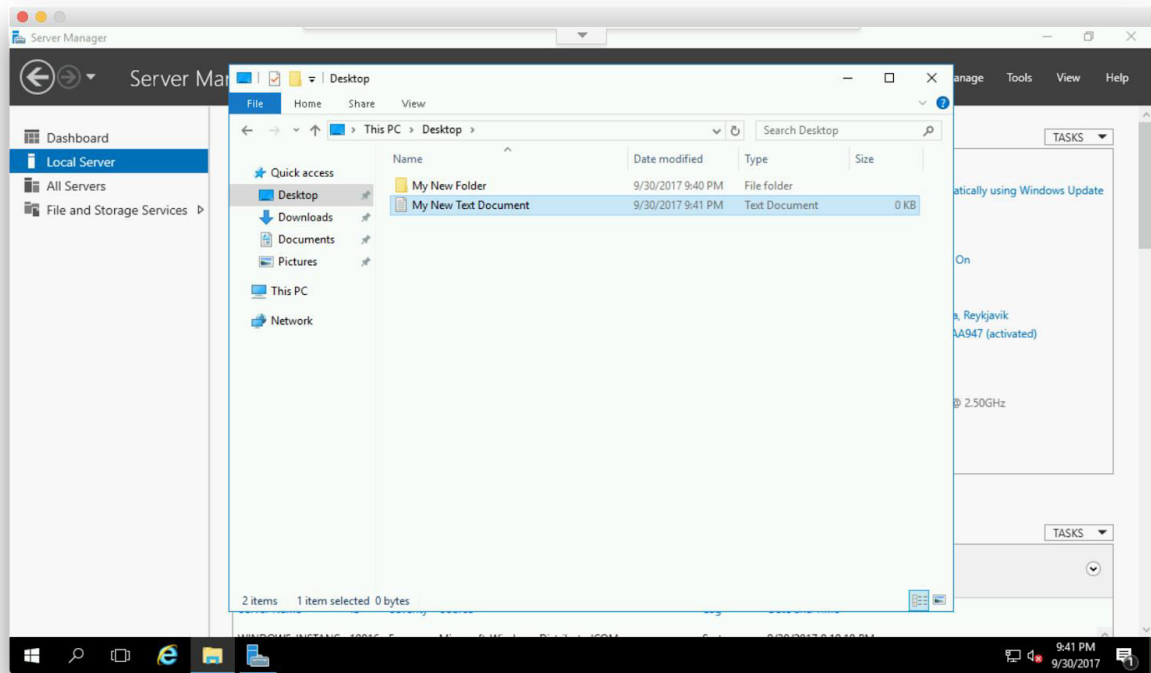 Server Manager
Server Ma
anage Tools View Help
Desktop
File Home Share View
This PC > Desktop >
Search Desktop
Dashboard
Local Server
All Servers
File and Storage Services
Quick access
Desktop
Downloads
Documents
Pictures
This PC
Network
Name Date modified Type Size
My New Folder 9/30/2017 9:40 PM File folder
My New Text Document 9/30/2017 9:41 PM Text Document 0 KB
TASKS
atically using Windows Update
On
a, Reykjavik
AA947 (activated)
@ 2.50GHz
TASKS
2 items 1 item selected 0 bytes
9:41 PM
9/30/2017
1